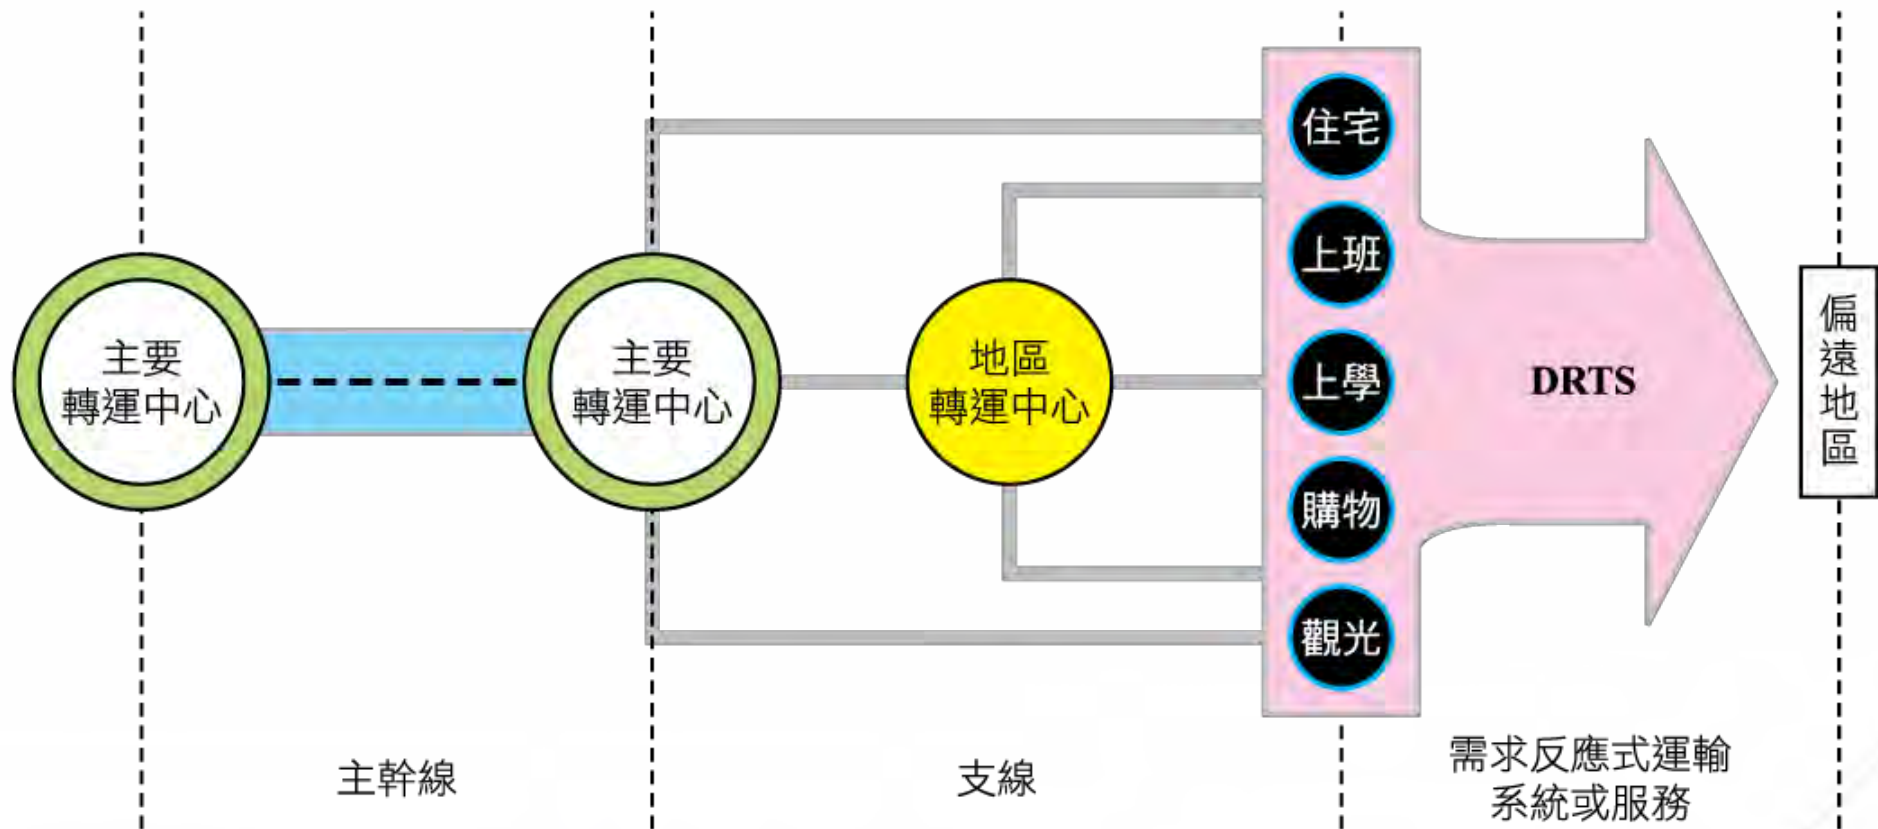 主要
轉運中心
主要
轉運中心
地區
轉運中心
住宅
上班
上學
購物
觀光
DRTS
偏遠地區
主幹線
支線
需求反應式運輸
系統或服務